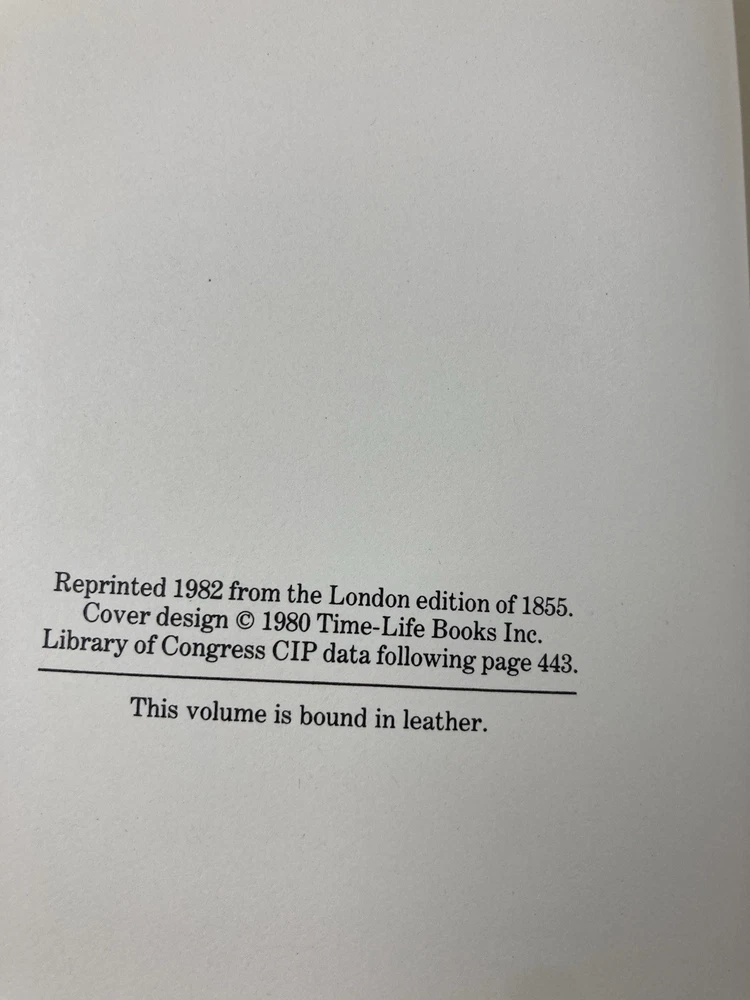 Reprinted 1982 from the London edition of 1855.
Cover design © 1980 Time-Life Books Inc.
Library of Congress CIP data following page 443.
This volume is bound in leather.